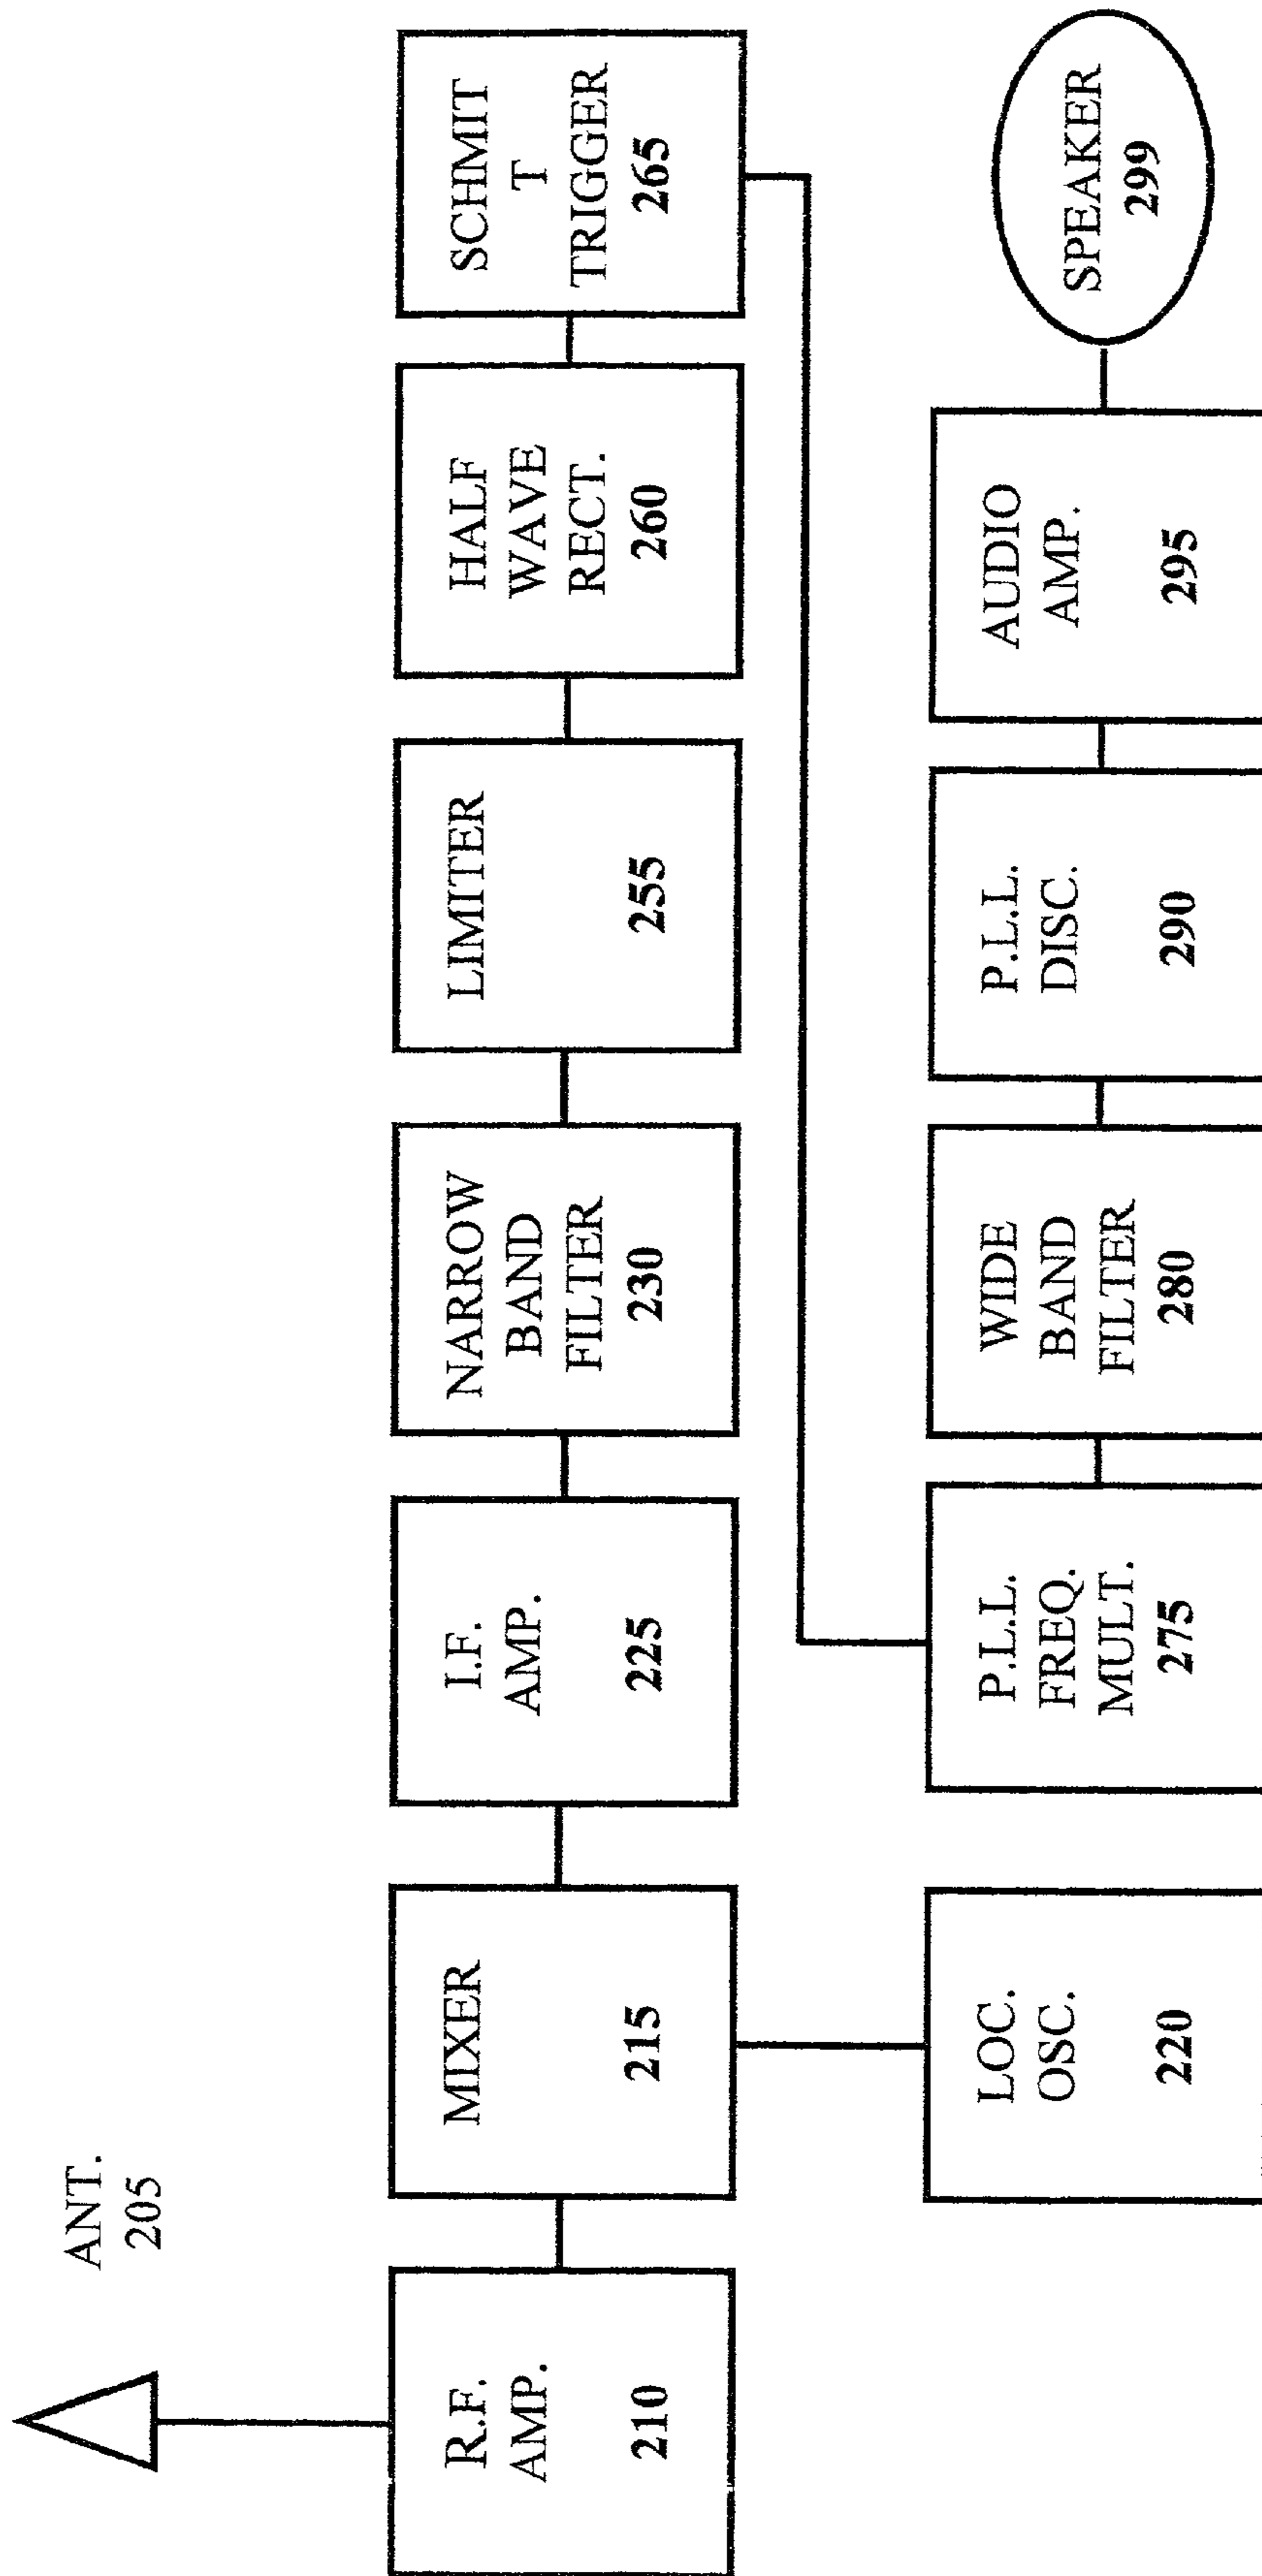 ANT.
205
R.F.
AMP.
210
MIXER
215
I.F.
AMP.
225
NARROW
BAND
FILTER
230
LIMITER
255
HALF
WAVE
RECT.
260
SCHMIT
T
TRIGGER
265
LOC.
OSC.
220
P.L.L.
FREQ.
MULT.
275
WIDE
BAND
FILTER
280
P.L.L.
DISC.
290
AUDIO
AMP.
295
SPEAKER
299